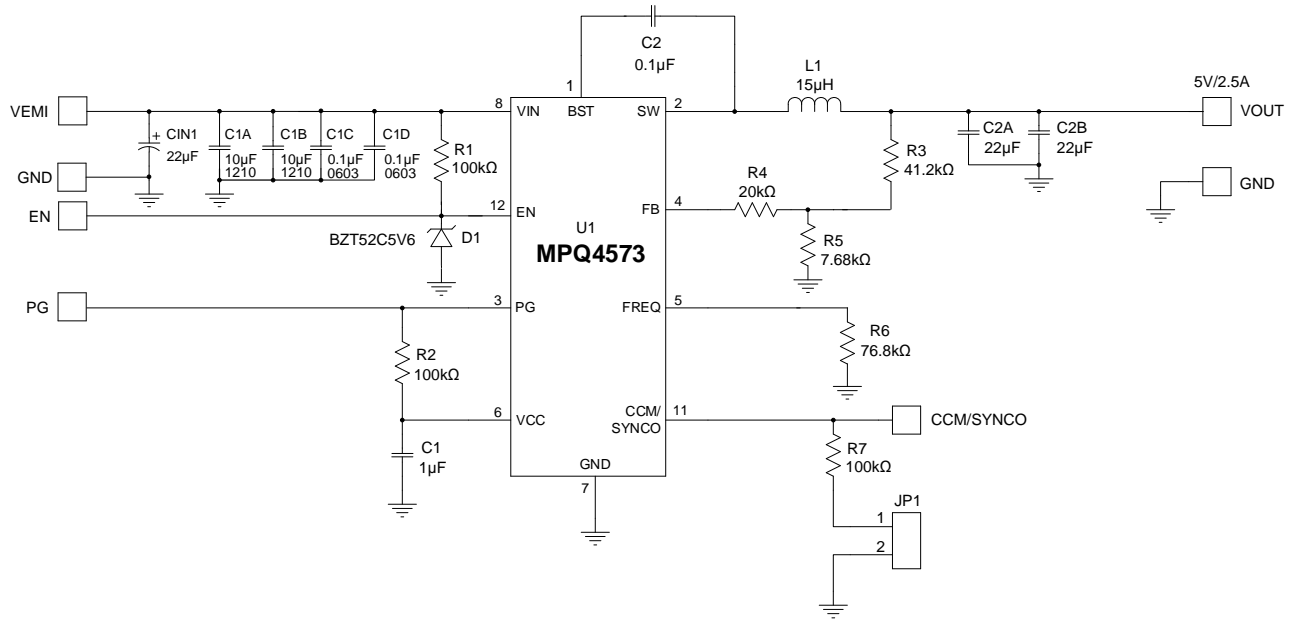 C2
0.1µF
L1
15µH
5V/2.5A
1
VEMI
8
VIN
BST
SW
2
VOUT
CIN1
22µF
+
C1A
10µF
1210
C1B
10µF
1210
C1C
0.1µF
0603
C1D
0.1µF
0603
R1
100kΩ
C2A
22µF
C2B
22µF
R3
41.2kΩ
GND
GND
R4
20kΩ
EN
12
EN
FB
4
BZT52C5V6
D1
U1
MPQ4573
R5
7.68kΩ
PG
3
PG
FREQ
5
R6
76.8kΩ
R2
100kΩ
6
VCC
CCM/
SYNCO
11
CCM/SYNCO
C1
1µF
R7
100kΩ
GND
7
JP1
1
2